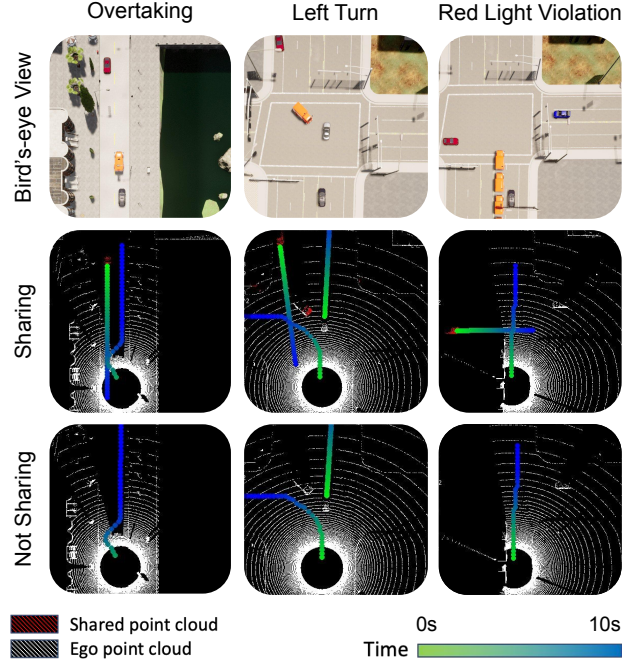 Overtaking Left Turn Red Light Violation
Bird's-eye View
Sharing
Not Sharing
Shared point cloud
Ego point cloud
0s 10s
Time